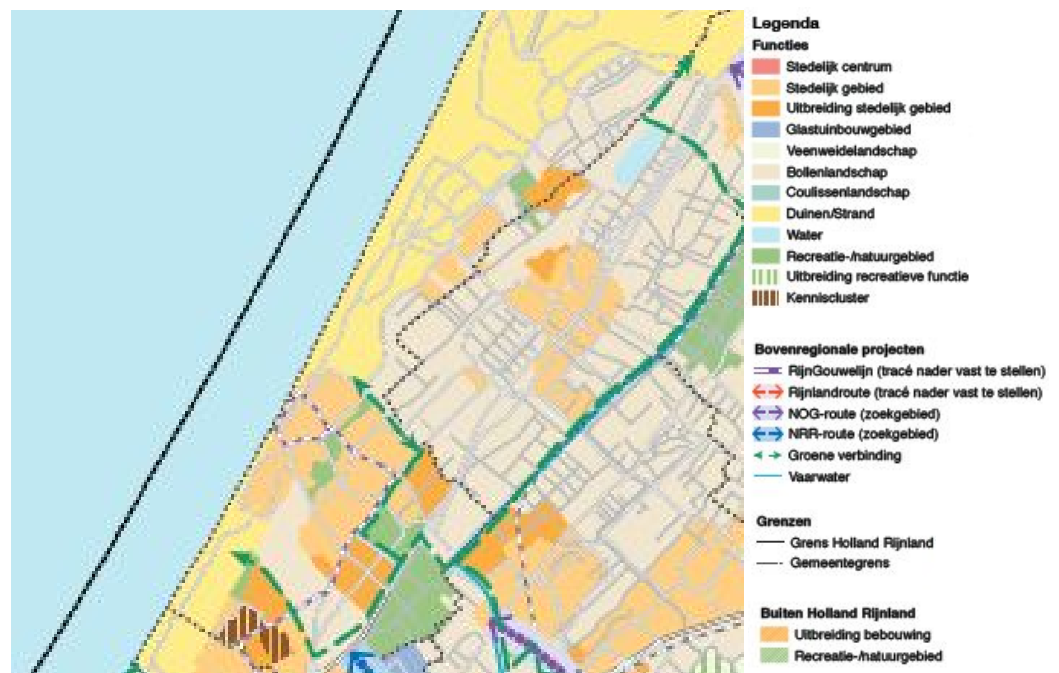 Legenda
Functies
Stedelijk centrum
Stedelijk gebied
Uitbreiding stedelijk gebied
Glastuinbouwgebied
Veenweidelandschap
Bollenlandschap
Coulissenlandschap
Duinen/Strand
Water
Recreatie-/natuurgebied
Uitbreiding recreatieve functie
Kenniscluster
Bovenregionale projecten
RijnGouwelijn (tracé nader vast te stellen)
Rijnlandroute (tracé nader vast te stellen)
NOG-route (zoekgebied)
NRR-route (zoekgebied)
Groene verbinding
Vaarwater
Grenzen
Grens Holland Rijnland
Gemeentegrens
Buiten Holland Rijnland
Uitbreiding bebouwing
Recreatie-/natuurgebied